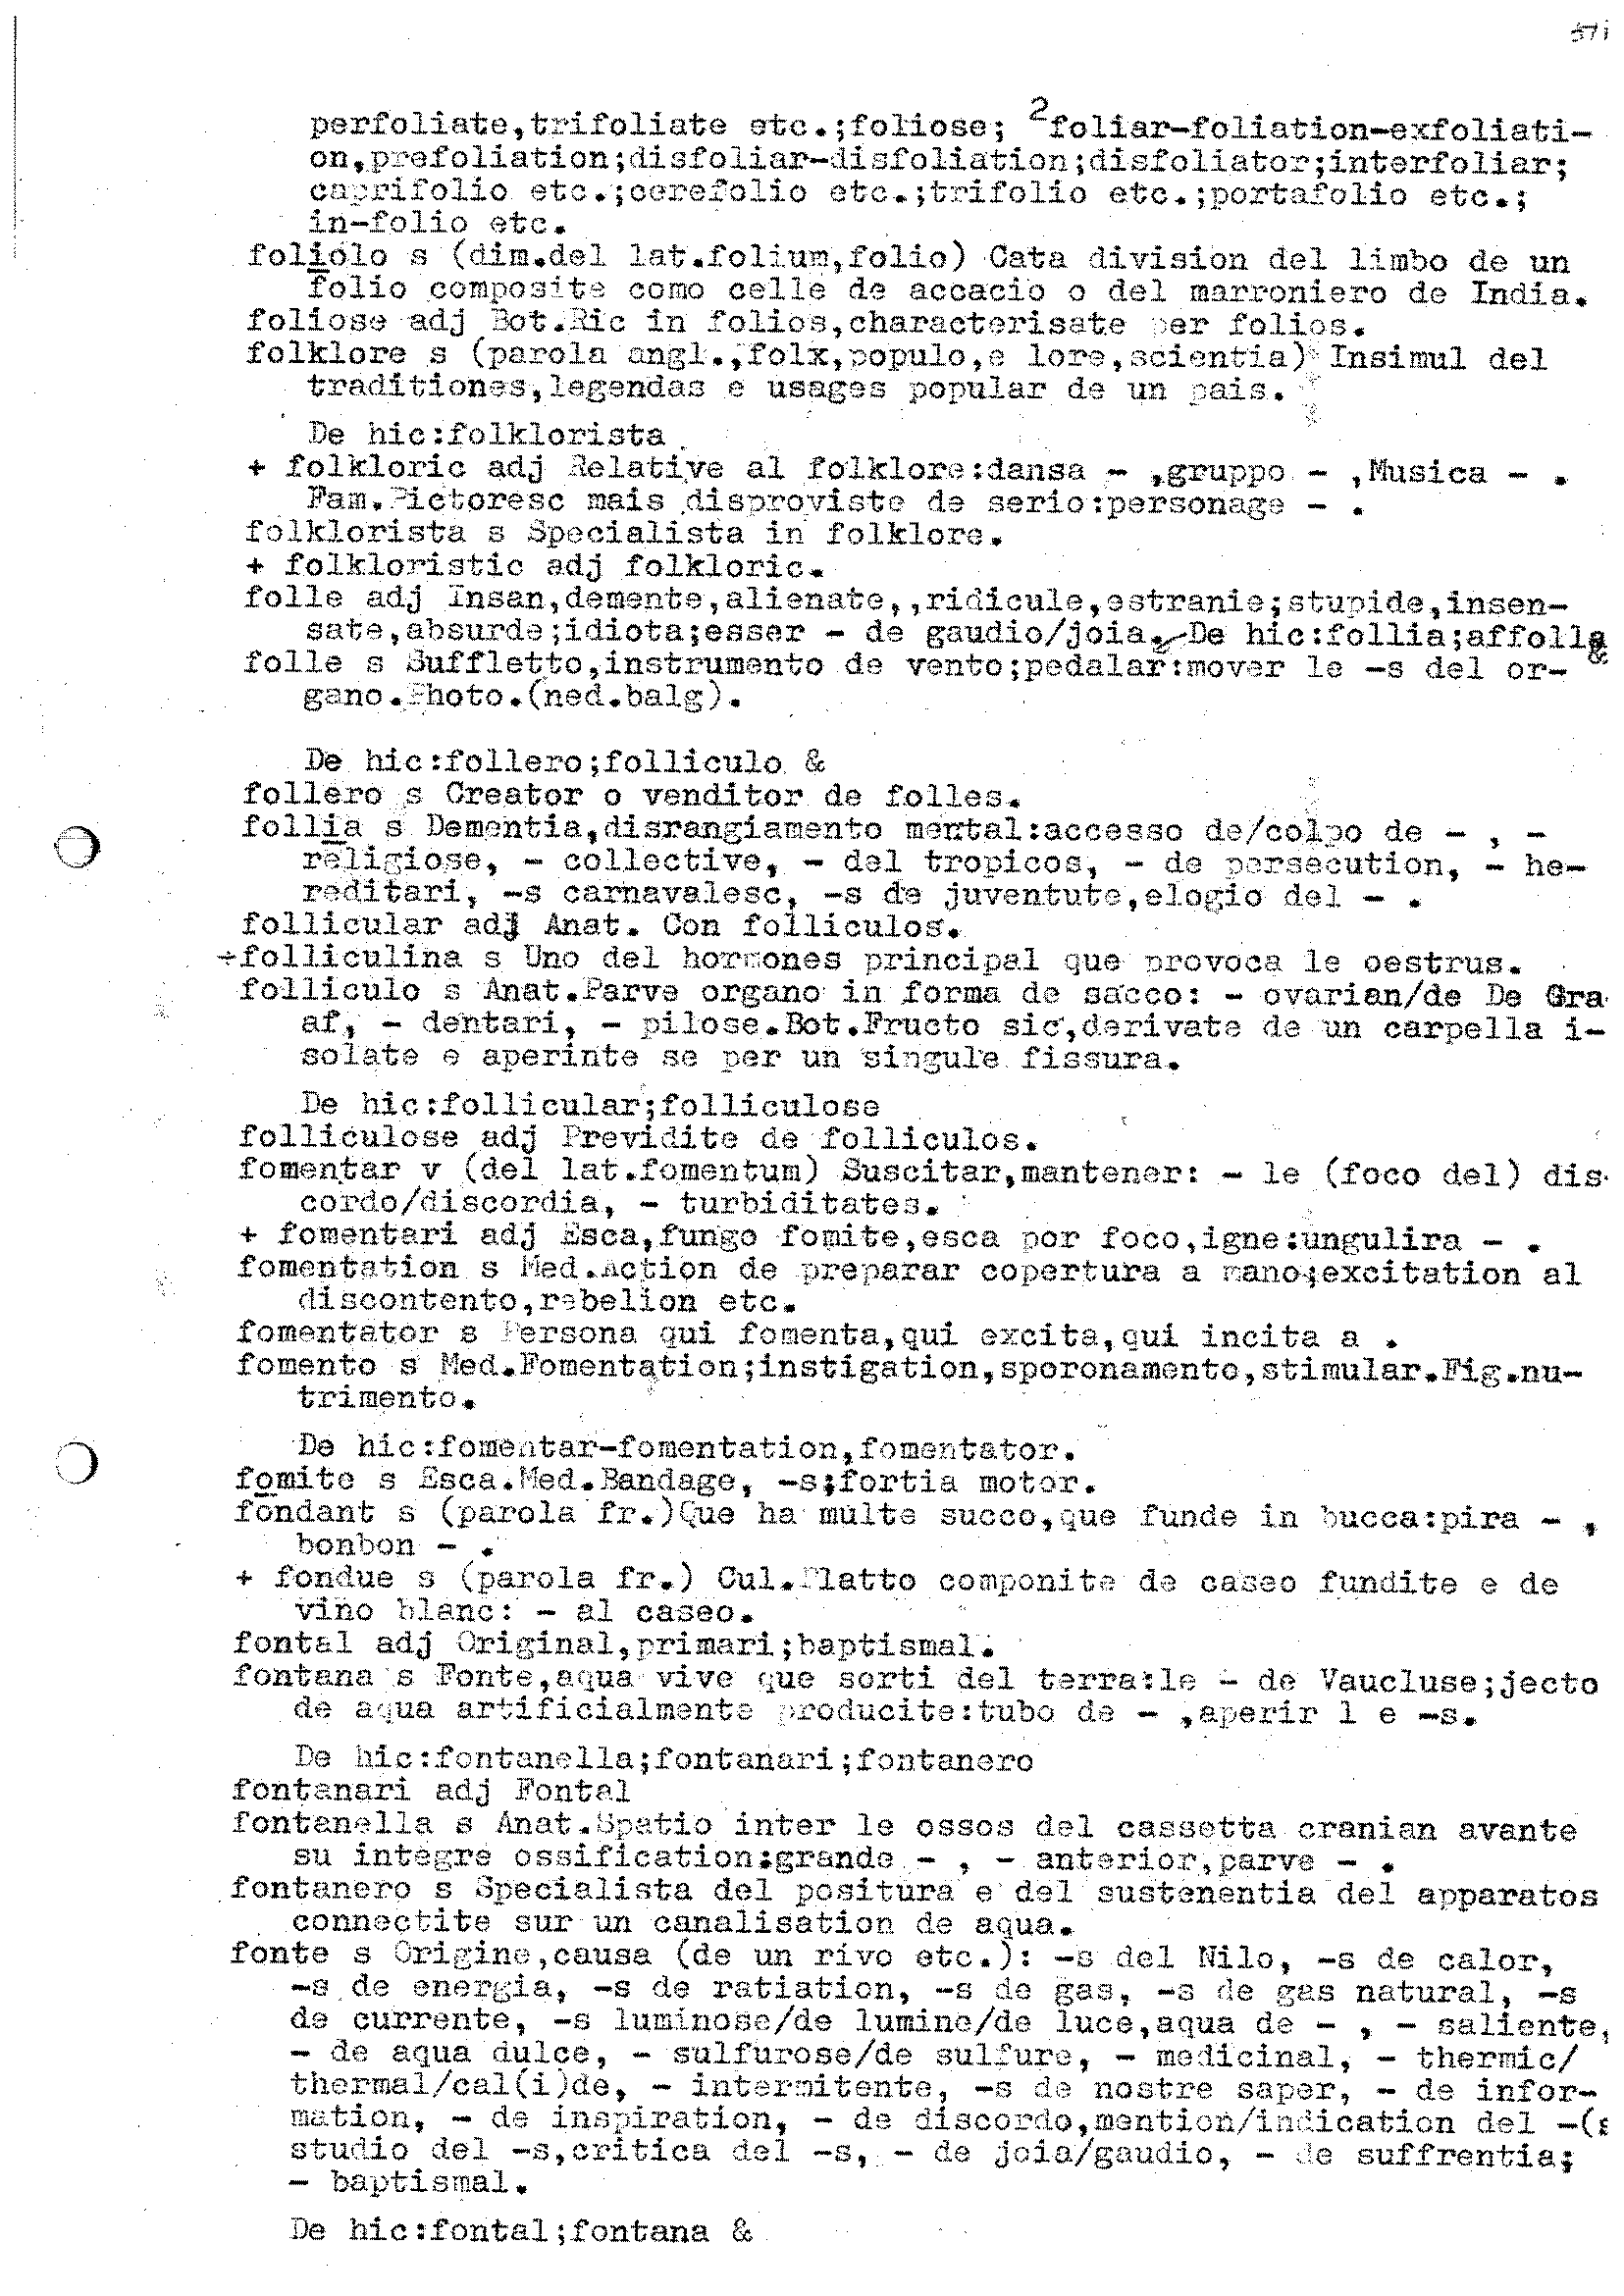 perfoliate,trifoliate etc.;foliose; ²foliar-foliation-exfoliati-
on,prefoliation;disfoliar-disfoliation;disfoliator;interfoliar;
caprifolio etc.;cerefolio etc.;trifolio etc.;portafolio etc.;
in-folio etc.
foliolo s (dim.del lat.folium,folio) Cata division del limbo de un
folio composite como celle de accacio o del marroniero de India.
foliose adj Bot.Ric in folios,characterisate per folios.
folklore s (parola angl.,folx,populo,e lore,scientia) Insimul del
traditiones,legendas e usages popular de un pais.
De hic:folklorista
+ folkloric adj Relative al folklore:dansa - ,gruppo - ,Musica - .
Fam.Pictoresc mais disproviste de serio:personage - .
folklorista s Specialista in folklore.
+ folkloristic adj folkloric.
folle adj Insan,demente,alienate,,ridicule,estranie;stupide,insen-
sate,absurde;idiota;esser - de gaudio/joia. De hic:follia;affolla
&
folle s Suffletto,instrumento de vento;pedalar:mover le -s del or-
gano.Photo.(ned.balg).
De hic:follero;folliculo &
follero s Creator o venditor de folles.
follia s Dementia,disrangiamento mental:accesso de/colpo de - , -
religiose, - collective, - del tropicos, - de persecution, - he-
reditari, -s carnavalesc, -s de juventute,elogio del - .
follicular adj Anat. Con folliculos.
+folliculina s Uno del hormones principal que provoca le oestrus.
folliculo s Anat.Parve organo in forma de sacco: - ovarian/de De Gra
af, - dentari, - pilose.Bot.Fructo sic,derivate de un carpella i-
solate e aperinte se per un singule fissura.
De hic:follicular;folliculose
folliculose adj Previdite de folliculos.
fomentar v (del lat.fomentum) Suscitar,mantener: - le (foco del) dis
cordo/discordia, - turbiditates.
+ fomentari adj Esca,fungo fomite,esca por foco,igne:ungulira - .
fomentation s Med.Action de preparar copertura a mano;excitation al
discontento,rebelion etc.
fomentator s Persona qui fomenta,qui excita,qui incita a .
fomento s Med.Fomentation;instigation,sporonamento,stimular.Fig.nu-
trimento.
De hic:fomentar-fomentation,fomentator.
fomite s Esca.Med.Bandage, -s;fortia motor.
fondant s (parola fr.)Que ha multe succo,que funde in bucca:pira - ,
bonbon - .
+ fondue s (parola fr.) Cul.Platto componite de caseo fundite e de
vino blanc: - al caseo.
fontal adj Original,primari;baptismal.
fontana s Fonte,aqua vive que sorti del terra:le - de Vaucluse;jecto
de aqua artificialmente producite:tubo de - ,aperir l e -s.
De hic:fontanella;fontanari;fontanero
fontanari adj Fontal
fontanella s Anat.Spatio inter le ossos del cassetta cranian avante
su integre ossification:grande - , - anterior,parve - .
fontanero s Specialista del positura e del sustenentia del apparatos
connectite sur un canalisation de aqua.
fonte s Origine,causa (de un rivo etc.): -s del Nilo, -s de calor,
-s de energia, -s de ratiation, -s de gas, -s de gas natural, -s
de currente, -s luminose/de lumine/de luce,aqua de - , - saliente,
- de aqua dulce, - sulfurose/de sulfure, - medicinal, - thermic/
thermal/cal(i)de, - intermitente, -s de nostre saper, - de infor-
mation, - de inspiration, - de discordo,mention/indication del -(s
studio del -s,critica del -s, - de joia/gaudio, - de suffrentia;
- baptismal.
De hic:fontal;fontana &